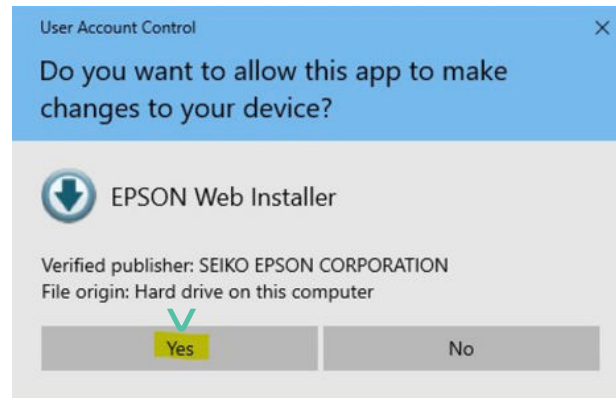 User Account Control
Do you want to allow this app to make
changes to your device?
EPSON Web Installer
Verified publisher: SEIKO EPSON CORPORATION
File origin: Hard drive on this computer
Yes
No